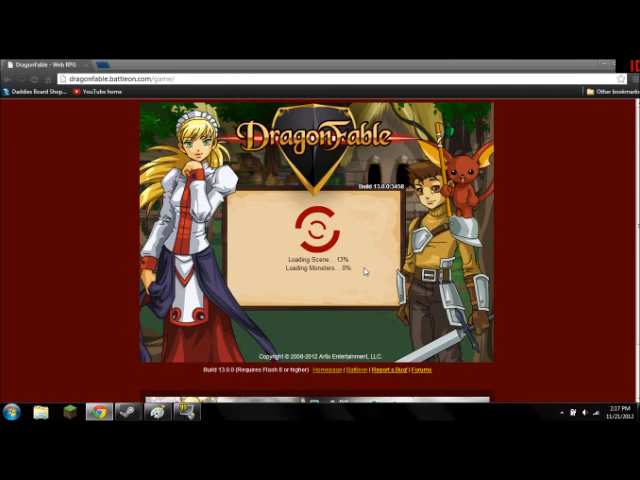 DragonFable - Web RPG
dragonfable.battleon.com/game/
Daddies Board Shop...
YouTube home
Other bookmarks
DragonFable
Build 13.0.0:3458
Loading Scene... 13%
Loading Monsters... 0%
Copyright © 2008-2012 Artix Entertainment, LLC.
Build 13.0.0 (Requires Flash 8 or higher) Homepage | Battleon | Report a Bug! | Forums
2:17 PM
11/21/2012